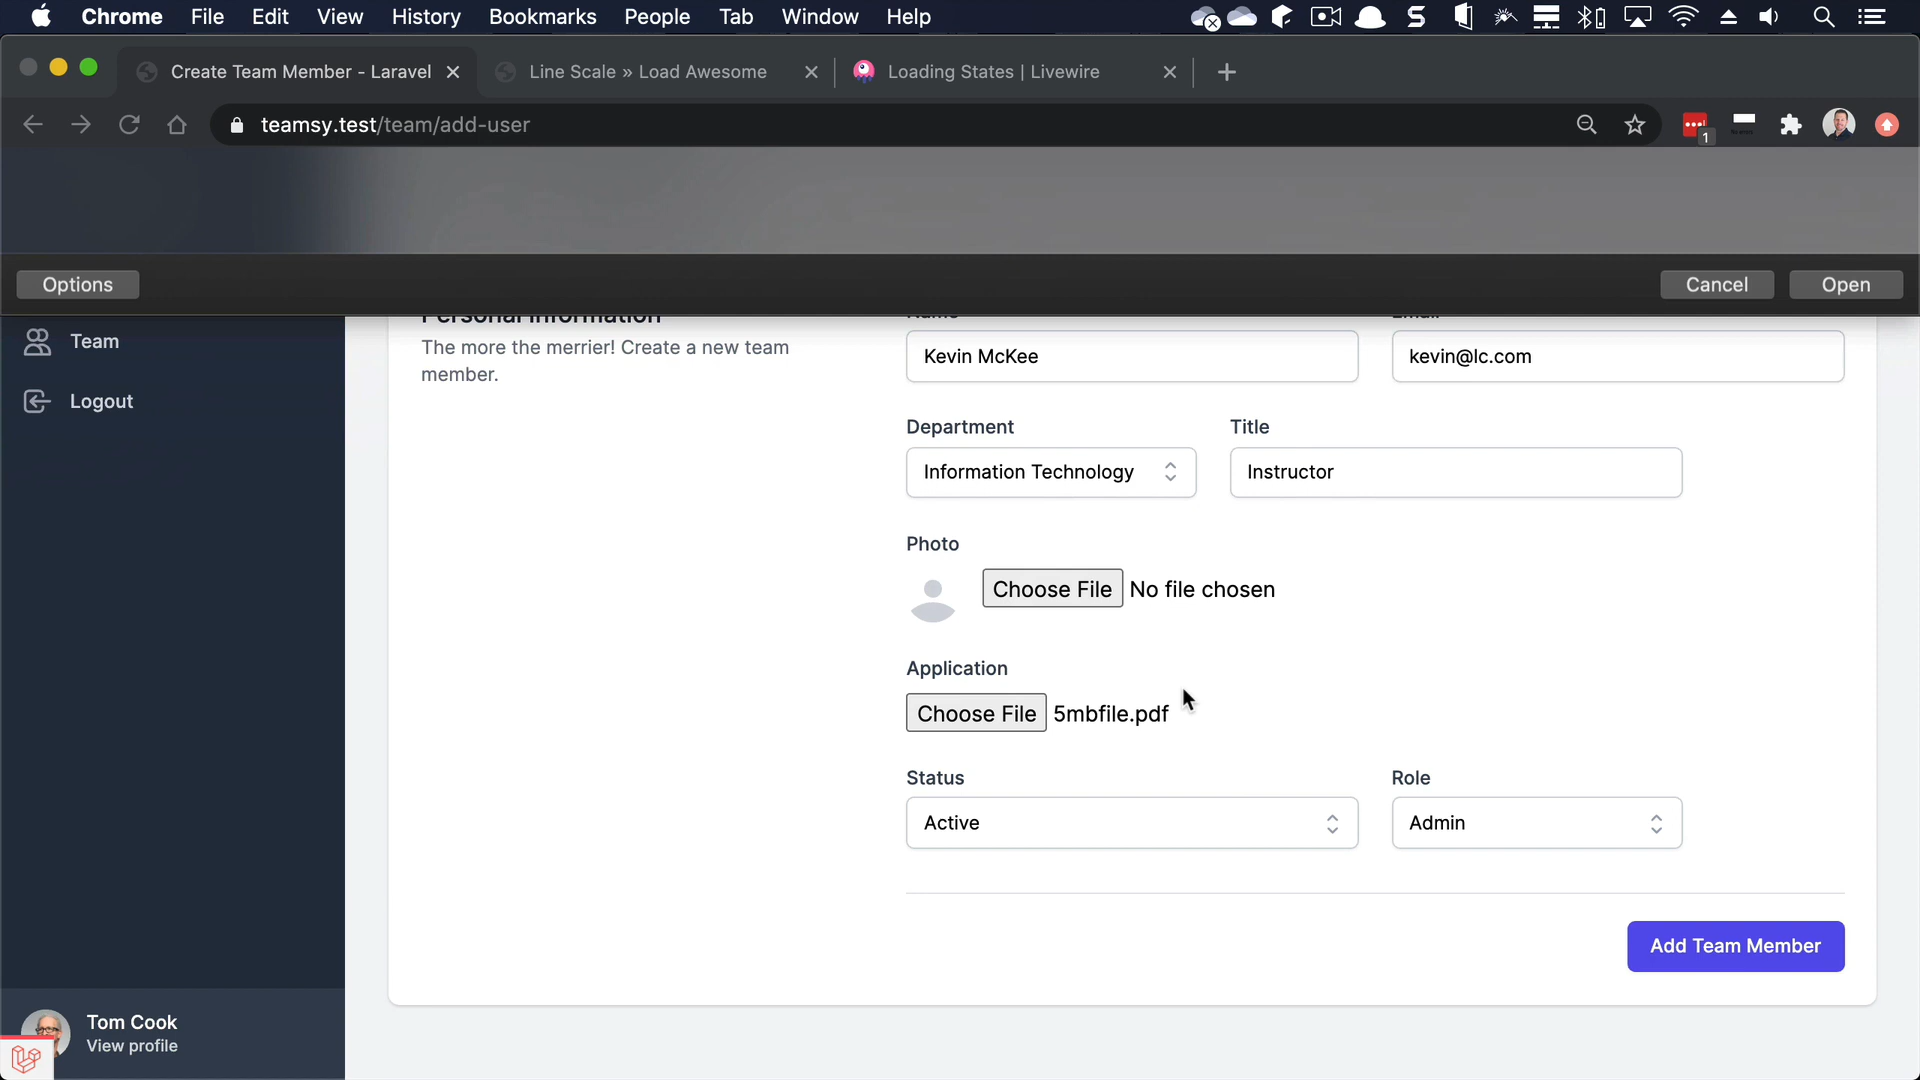 Chrome File Edit View History Bookmarks People Tab Window Help
Create Team Member - Laravel
Line Scale » Load Awesome
Loading States | Livewire
teamsy.test/team/add-user
1
Options
Cancel
Open
Personal Information
Name
Email
The more the merrier! Create a new team
member.
Kevin McKee
kevin@lc.com
Team
Logout
Department
Title
Information Technology
Instructor
Photo
Choose File No file chosen
Application
Choose File 5mbfile.pdf
Status
Role
Active
Admin
Add Team Member
Tom Cook
View profile